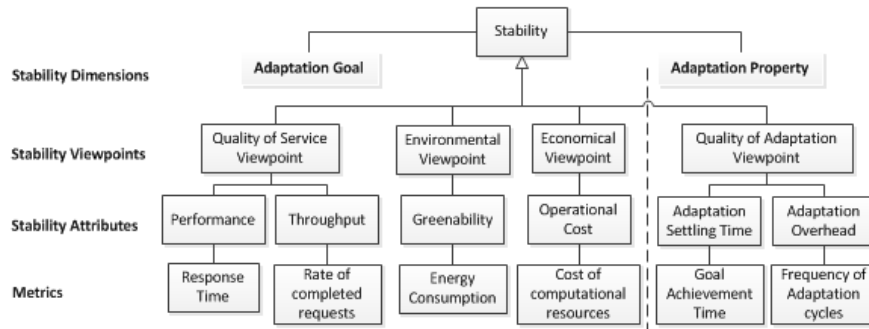 Stability
Stability Dimensions
Adaptation Goal
Adaptation Property
Stability Viewpoints
Quality of Service
Viewpoint
Environmental
Viewpoint
Economical
Viewpoint
Quality of Adaptation
Viewpoint
Stability Attributes
Performance
Throughput
Greenability
Operational
Cost
Adaptation
Settling Time
Adaptation
Overhead
Metrics
Response
Time
Rate of
completed
requests
Energy
Consumption
Cost of
computational
resources
Goal
Achievement
Time
Frequency of
Adaptation
cycles